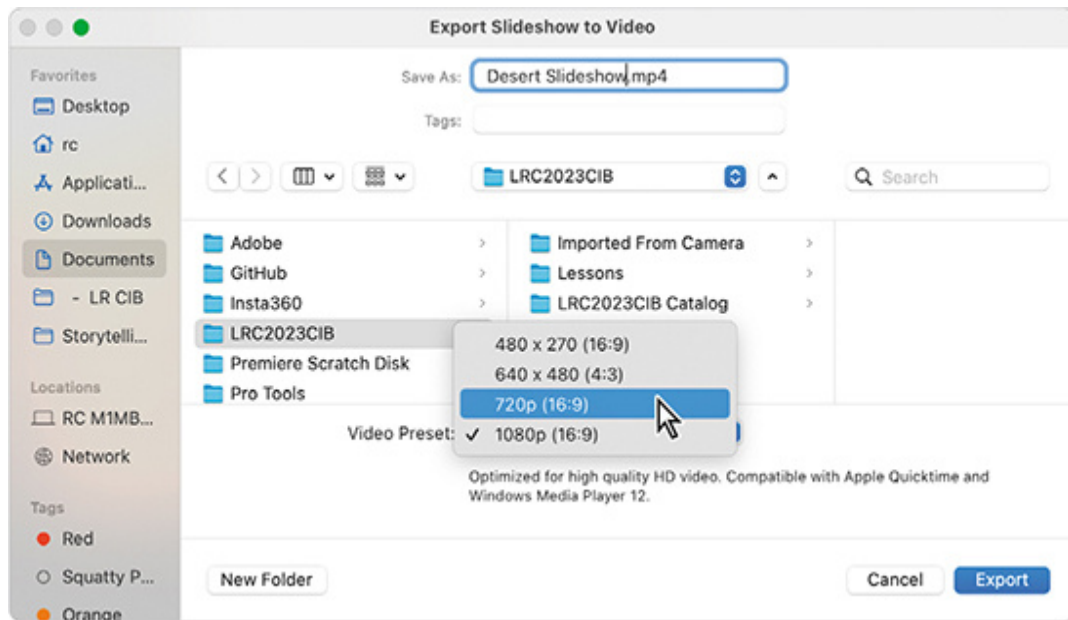 Export Slideshow to Video
Favorites
Desktop
rc
Applicati...
Downloads
Documents
- LR CIB
Storytelli...
Locations
RC M1MB...
Network
Tags
Red
Squatty P...
Orange
Save As: Desert Slideshow.mp4
Tags:
LRC2023CIB
Search
Adobe
GitHub
Insta360
LRC2023CIB
Premiere Scratch Disk
Pro Tools
Imported From Camera
Lessons
LRC2023CIB Catalog
Video Preset:
480 x 270 (16:9)
640 x 480 (4:3)
720p (16:9)
✓ 1080p (16:9)
Optimized for high quality HD video. Compatible with Apple Quicktime and
Windows Media Player 12.
New Folder
Cancel
Export